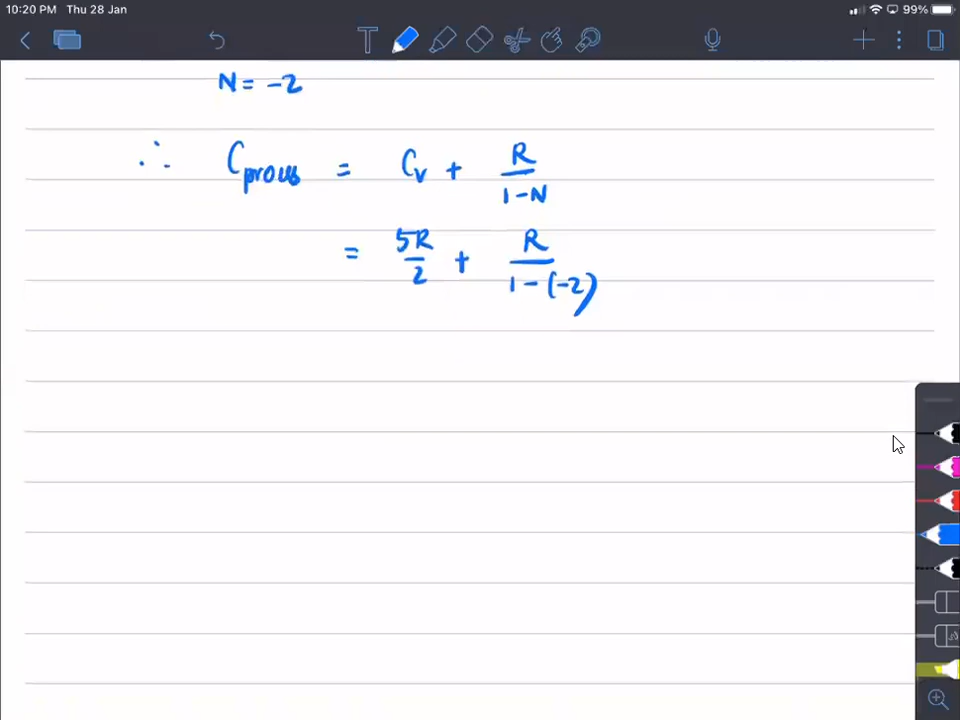 10:20 PM Thu 28 Jan 99%
N = -2
∴ C_process = C_v + R/(1-N)
= 5R/2 + R/(1-(-2))